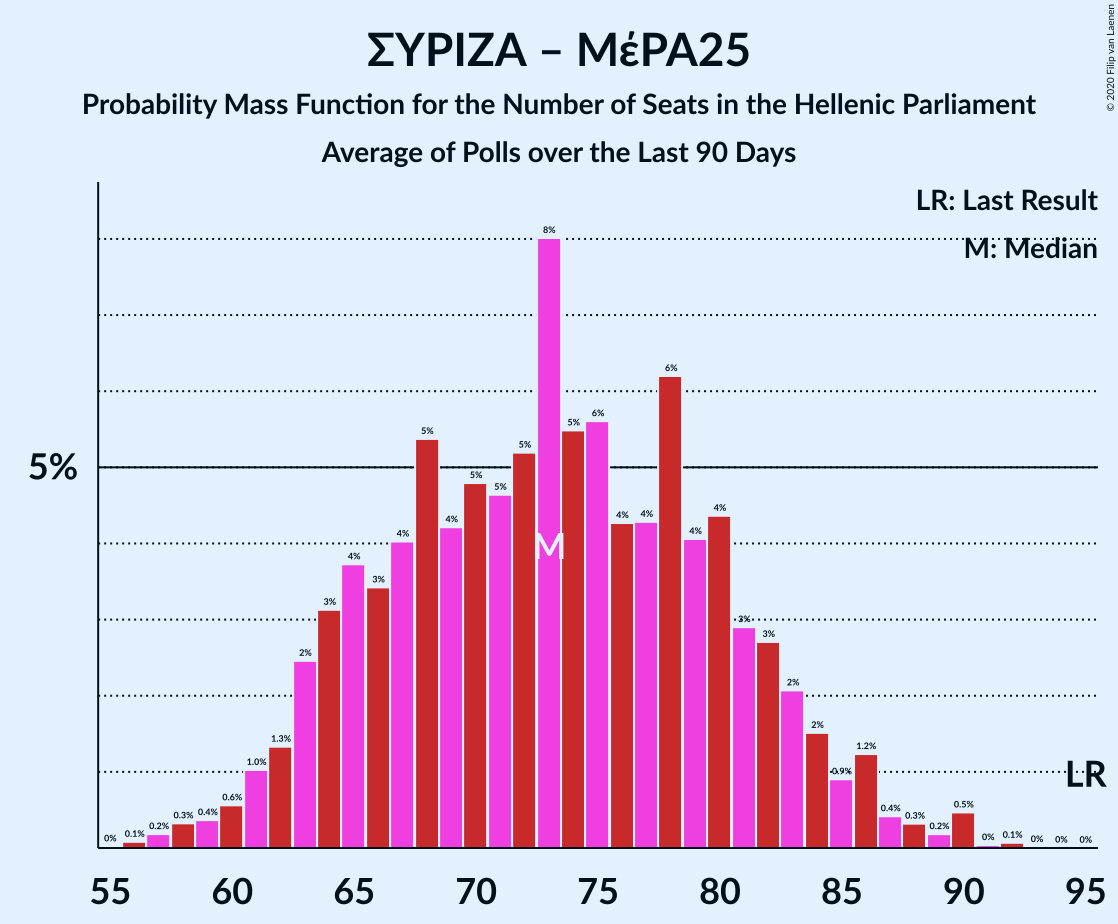 ΣΥΡΙΖΑ – ΜέΡΑ25
Probability Mass Function for the Number of Seats in the Hellenic Parliament
Average of Polls over the Last 90 Days
© 2020 Filip van Laenen
LR: Last Result
M: Median
5%
0% 0.1% 0.2% 0.3% 0.4% 0.6% 1.0% 1.3% 2% 3% 4% 3% 4% 5% 4% 5% 5% 5% 8% 5% 6% 4% 4% 6% 4% 4% 3% 3% 2% 2% 0.9% 1.2% 0.4% 0.3% 0.2% 0.5% 0% 0.1% 0% 0% 0%
M
LR
55 60 65 70 75 80 85 90 95